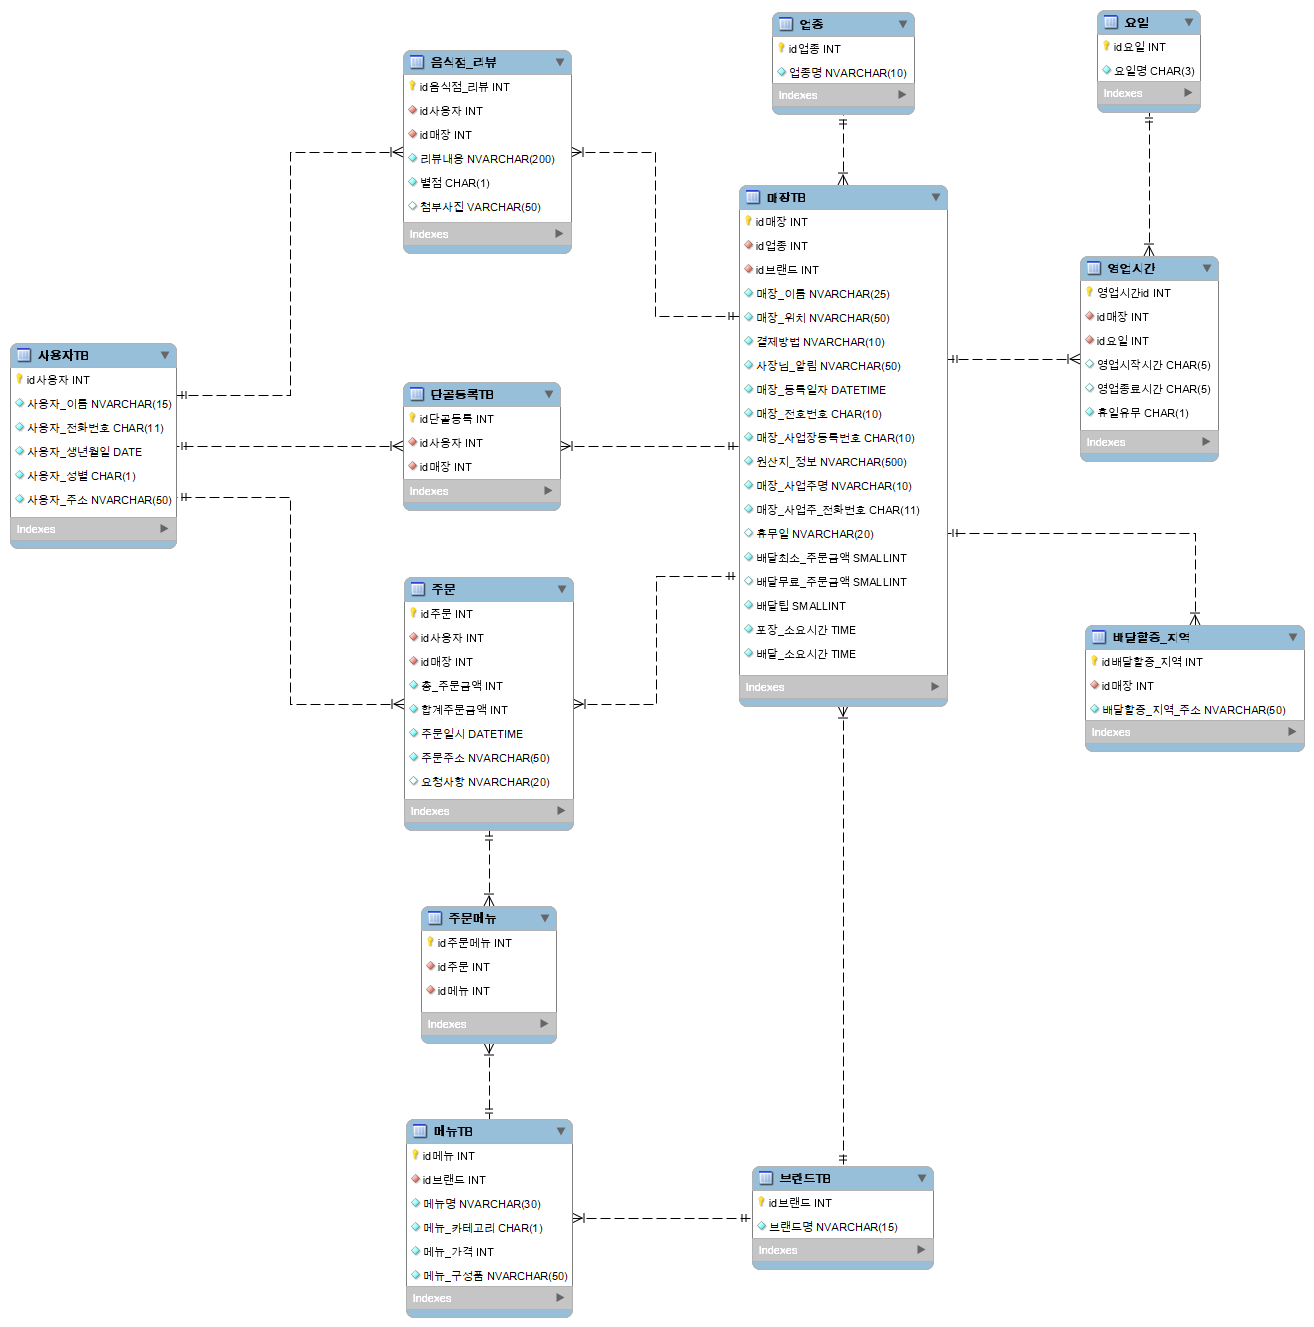 업종
id업종 INT
업종명 NVARCHAR(10)
Indexes
요일
id요일 INT
요일명 CHAR(3)
Indexes
음식점_리뷰
id음식점_리뷰 INT
id사용자 INT
id매장 INT
리뷰내용 NVARCHAR(200)
별점 CHAR(1)
첨부사진 VARCHAR(50)
Indexes
매장TB
id매장 INT
id업종 INT
id브랜드 INT
매장_이름 NVARCHAR(25)
매장_위치 NVARCHAR(50)
결제방법 NVARCHAR(10)
사장님_알림 NVARCHAR(50)
매장_등록일자 DATETIME
매장_전호번호 CHAR(10)
매장_사업장등록번호 CHAR(10)
원산지_정보 NVARCHAR(500)
매장_사업주명 NVARCHAR(10)
매장_사업주_전화번호 CHAR(11)
휴무일 NVARCHAR(20)
배달최소_주문금액 SMALLINT
배달무료_주문금액 SMALLINT
배달팁 SMALLINT
포장_소요시간 TIME
배달_소요시간 TIME
Indexes
영업시간
영업시간id INT
id매장 INT
id요일 INT
영업시작시간 CHAR(5)
영업종료시간 CHAR(5)
휴일유무 CHAR(1)
Indexes
사용자TB
id사용자 INT
사용자_이름 NVARCHAR(15)
사용자_전화번호 CHAR(11)
사용자_생년월일 DATE
사용자_성별 CHAR(1)
사용자_주소 NVARCHAR(50)
Indexes
단골등록TB
id단골등록 INT
id사용자 INT
id매장 INT
Indexes
주문
id주문 INT
id사용자 INT
id매장 INT
총_주문금액 INT
합계주문금액 INT
주문일시 DATETIME
주문주소 NVARCHAR(50)
요청사항 NVARCHAR(20)
Indexes
배달할증_지역
id배달할증_지역 INT
id매장 INT
배달할증_지역_주소 NVARCHAR(50)
Indexes
주문메뉴
id주문메뉴 INT
id주문 INT
id메뉴 INT
Indexes
메뉴TB
id메뉴 INT
id브랜드 INT
메뉴명 NVARCHAR(30)
메뉴_카테고리 CHAR(1)
메뉴_가격 INT
메뉴_구성품 NVARCHAR(50)
Indexes
브랜드TB
id브랜드 INT
브랜드명 NVARCHAR(15)
Indexes